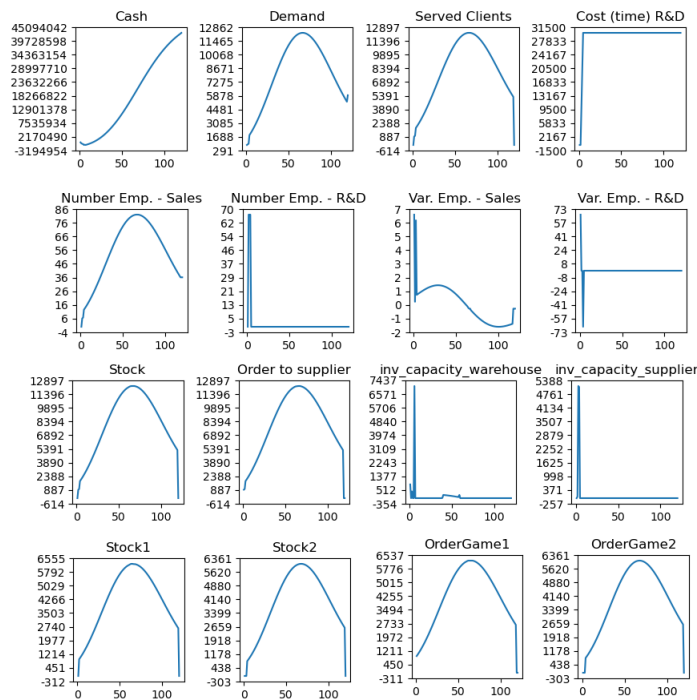 Cash Demand Served Clients Cost (time) R&D
45094042 12862 12897 31500
39728598 11465 11396 27833
34363154 10068 9895 24167
28997710 8671 8394 20500
23632266 7275 6892 16833
18266822 5878 5391 13167
12901378 4481 3890 9500
7535934 3085 2388 5833
2170490 1688 887 2167
-3194954 291 -614 -1500
0 50 100 0 50 100 0 50 100 0 50 100
Number Emp. - Sales Number Emp. - R&D Var. Emp. - Sales Var. Emp. - R&D
86 70 7 73
76 62 6 57
66 54 5 41
56 46 4 24
46 37 3 8
36 29 2 -8
26 21 1 -24
16 13 0 -41
6 5 -1 -57
-4 -3 -2 -73
0 50 100 0 50 100 0 50 100 0 50 100
Stock Order to supplier inv_capacity_warehouse inv_capacity_supplier
12897 12897 7437 5388
11396 11396 6571 4761
9895 9895 5706 4134
8394 8394 4840 3507
6892 6892 3974 2879
5391 5391 3109 2252
3890 3890 2243 1625
2388 2388 1377 998
887 887 512 371
-614 -614 -354 -257
0 50 100 0 50 100 0 50 100 0 50 100
Stock1 Stock2 OrderGame1 OrderGame2
6555 6361 6537 6361
5792 5620 5776 5620
5029 4880 5015 4880
4266 4140 4255 4140
3503 3399 3494 3399
2740 2659 2733 2659
1977 1918 1972 1918
1214 1178 1211 1178
451 438 450 438
-312 -303 -311 -303
0 50 100 0 50 100 0 50 100 0 50 100